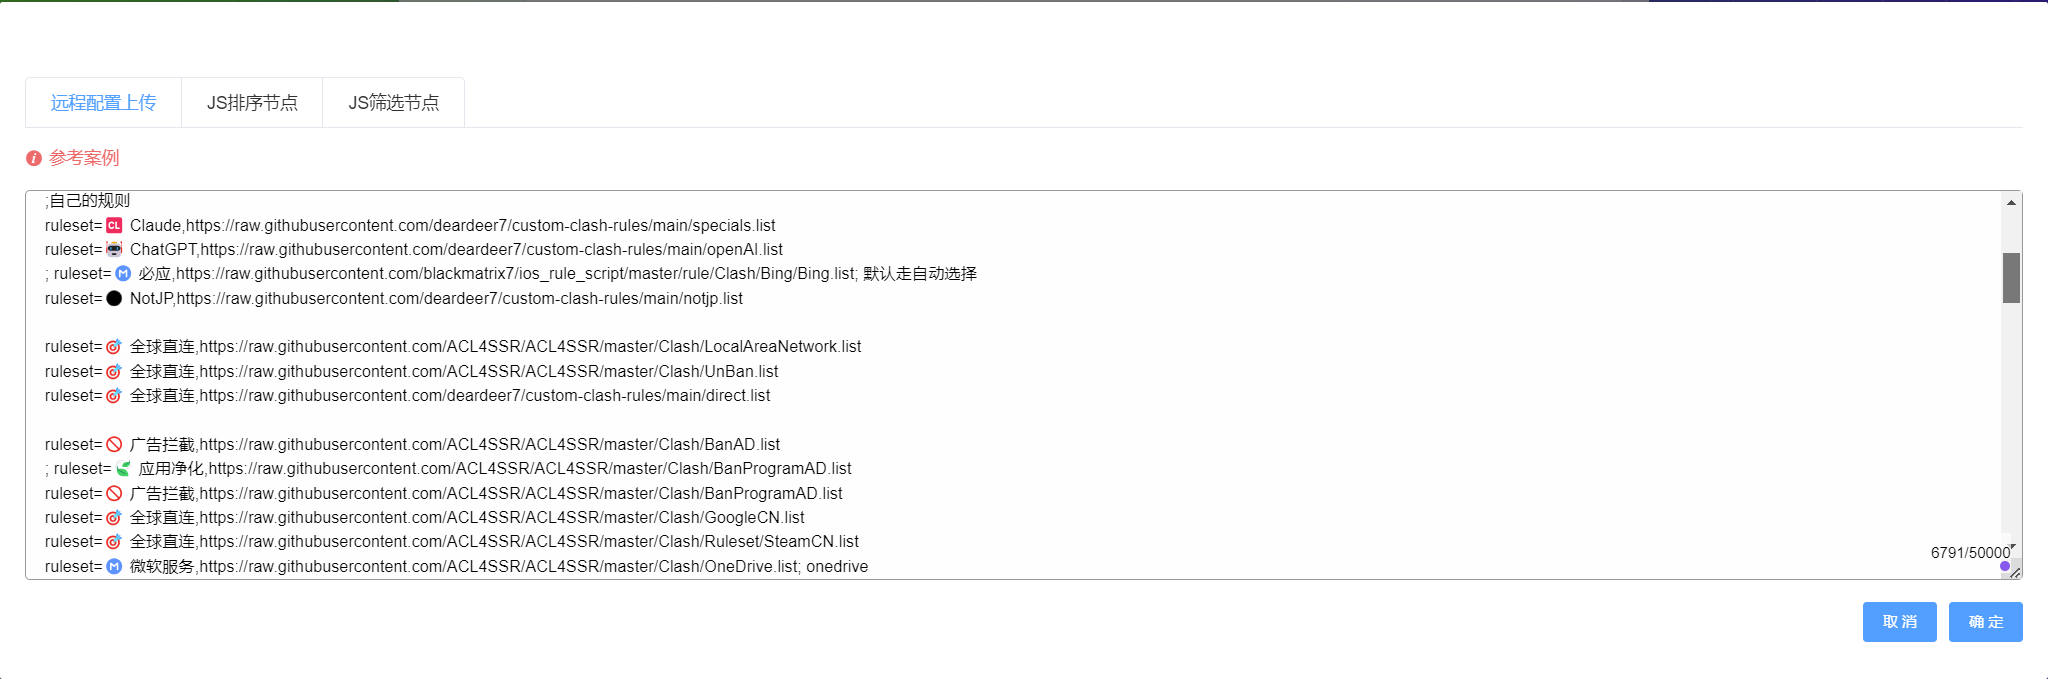 远程配置上传
JS排序节点
JS筛选节点
参考案例
;自己的规则
ruleset=🆑 Claude,https://raw.githubusercontent.com/deardeer7/custom-clash-rules/main/specials.list
ruleset=🤖 ChatGPT,https://raw.githubusercontent.com/deardeer7/custom-clash-rules/main/openAI.list
; ruleset=Ⓜ️ 必应,https://raw.githubusercontent.com/blackmatrix7/ios_rule_script/master/rule/Clash/Bing/Bing.list; 默认走自动选择
ruleset=⚫ NotJP,https://raw.githubusercontent.com/deardeer7/custom-clash-rules/main/notjp.list
ruleset=🎯 全球直连,https://raw.githubusercontent.com/ACL4SSR/ACL4SSR/master/Clash/LocalAreaNetwork.list
ruleset=🎯 全球直连,https://raw.githubusercontent.com/ACL4SSR/ACL4SSR/master/Clash/UnBan.list
ruleset=🎯 全球直连,https://raw.githubusercontent.com/deardeer7/custom-clash-rules/main/direct.list
ruleset=🚫 广告拦截,https://raw.githubusercontent.com/ACL4SSR/ACL4SSR/master/Clash/BanAD.list
; ruleset=🍃 应用净化,https://raw.githubusercontent.com/ACL4SSR/ACL4SSR/master/Clash/BanProgramAD.list
ruleset=🚫 广告拦截,https://raw.githubusercontent.com/ACL4SSR/ACL4SSR/master/Clash/BanProgramAD.list
ruleset=🎯 全球直连,https://raw.githubusercontent.com/ACL4SSR/ACL4SSR/master/Clash/GoogleCN.list
ruleset=🎯 全球直连,https://raw.githubusercontent.com/ACL4SSR/ACL4SSR/master/Clash/Ruleset/SteamCN.list
ruleset=Ⓜ️ 微软服务,https://raw.githubusercontent.com/ACL4SSR/ACL4SSR/master/Clash/OneDrive.list; onedrive
6791/50000
取消
确定